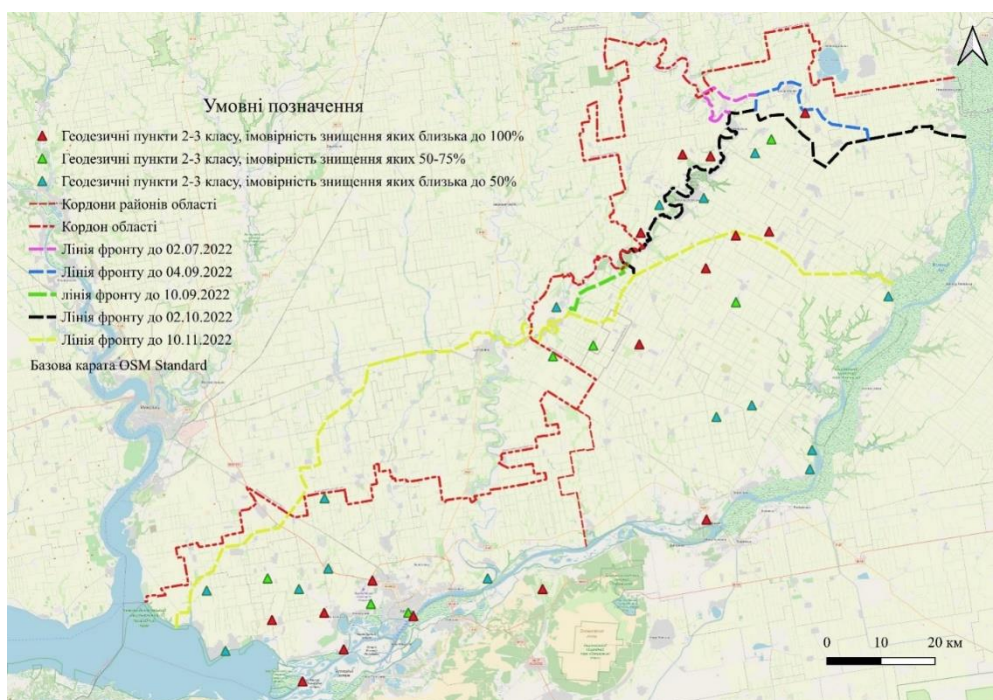 Умовні позначення
Геодезичні пункти 2-3 класу, імовірність знищення яких близька до 100%
Геодезичні пункти 2-3 класу, імовірність знищення яких 50-75%
Геодезичні пункти 2-3 класу, імовірність знищення яких близька до 50%
Кордони районів області
Кордон області
Лінія фронту до 02.07.2022
Лінія фронту до 04.09.2022
лінія фронту до 10.09.2022
Лінія фронту до 02.10.2022
Лінія фронту до 10.11.2022
Базова карата OSM Standard
0 10 20 км